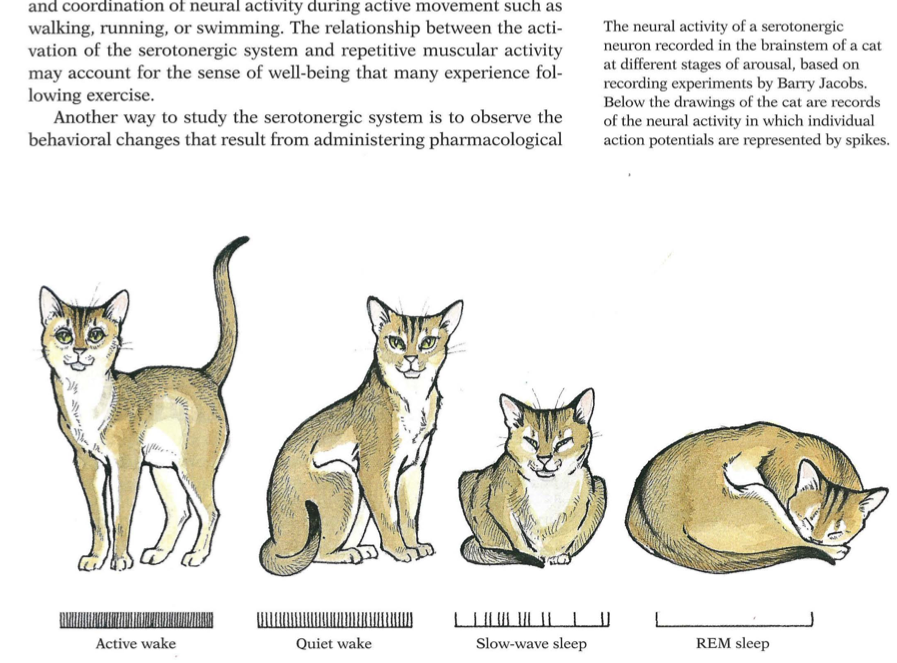 and coordination of neural activity during active movement such as
walking, running, or swimming. The relationship between the acti-
vation of the serotonergic system and repetitive muscular activity
may account for the sense of well-being that many experience fol-
lowing exercise.
Another way to study the serotonergic system is to observe the
behavioral changes that result from administering pharmacological
The neural activity of a serotonergic
neuron recorded in the brainstem of a cat
at different stages of arousal, based on
recording experiments by Barry Jacobs.
Below the drawings of the cat are records
of the neural activity in which individual
action potentials are represented by spikes.
Active wake
Quiet wake
Slow-wave sleep
REM sleep